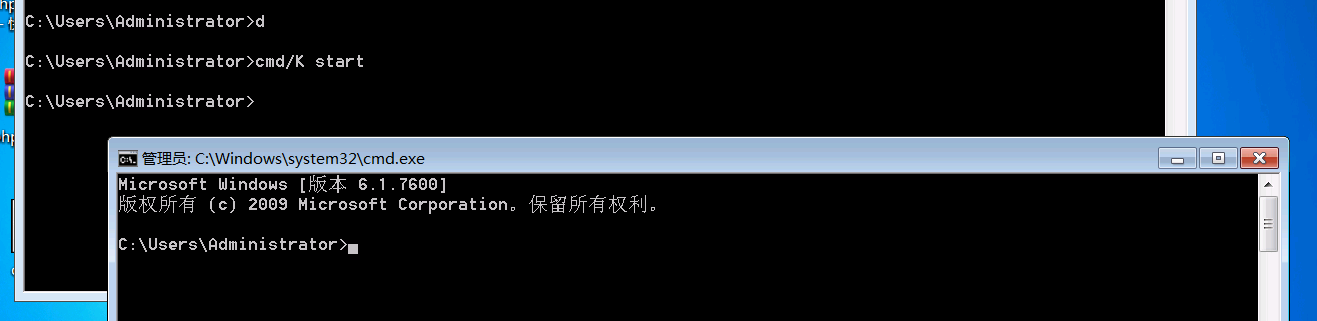 C:\Users\Administrator>d
C:\Users\Administrator>cmd/K start
C:\Users\Administrator>
管理员: C:\Windows\system32\cmd.exe
Microsoft Windows [版本 6.1.7600]
版权所有 (c) 2009 Microsoft Corporation。保留所有权利。
C:\Users\Administrator>